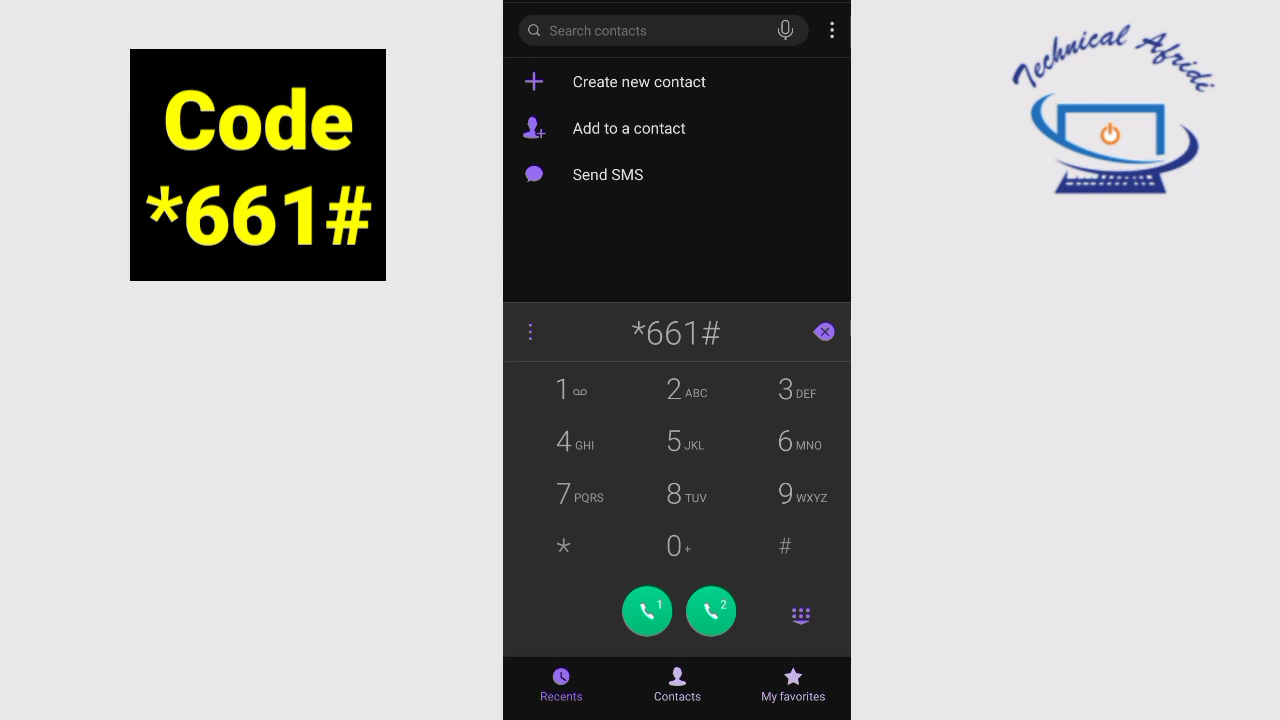 Code
*661#
Search contacts
Create new contact
Add to a contact
Send SMS
*661#
1
2 ABC
3 DEF
4 GHI
5 JKL
6 MNO
7 PQRS
8 TUV
9 WXYZ
*
0 +
#
1
2
Recents
Contacts
My favorites
Technical Afridi